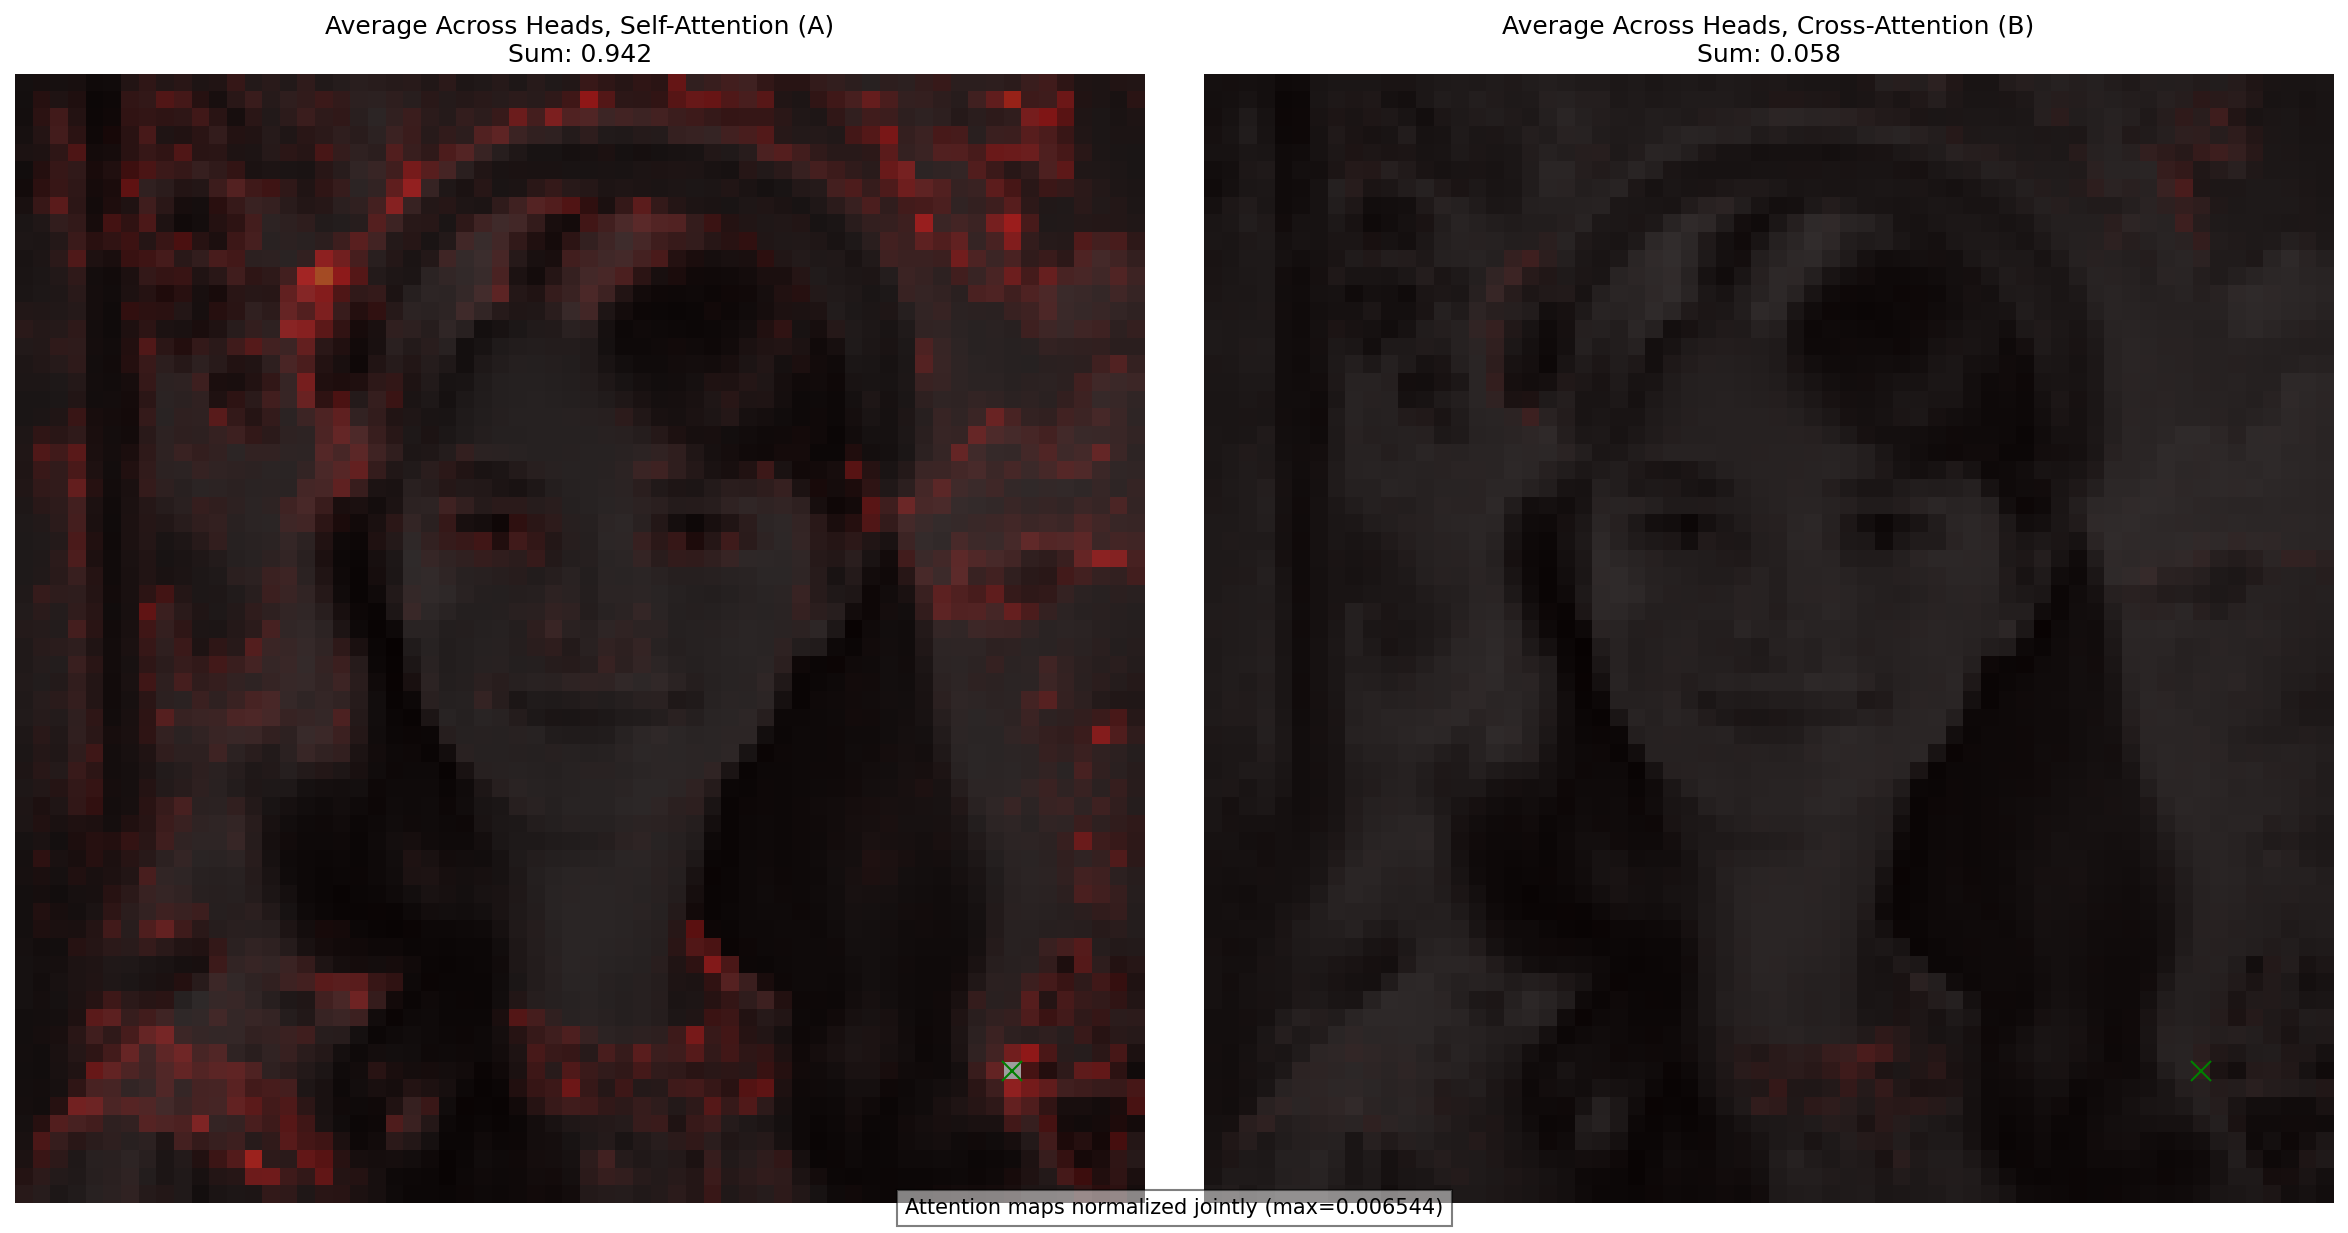 Average Across Heads, Self-Attention (A)
Sum: 0.942
Average Across Heads, Cross-Attention (B)
Sum: 0.058
Attention maps normalized jointly (max=0.006544)